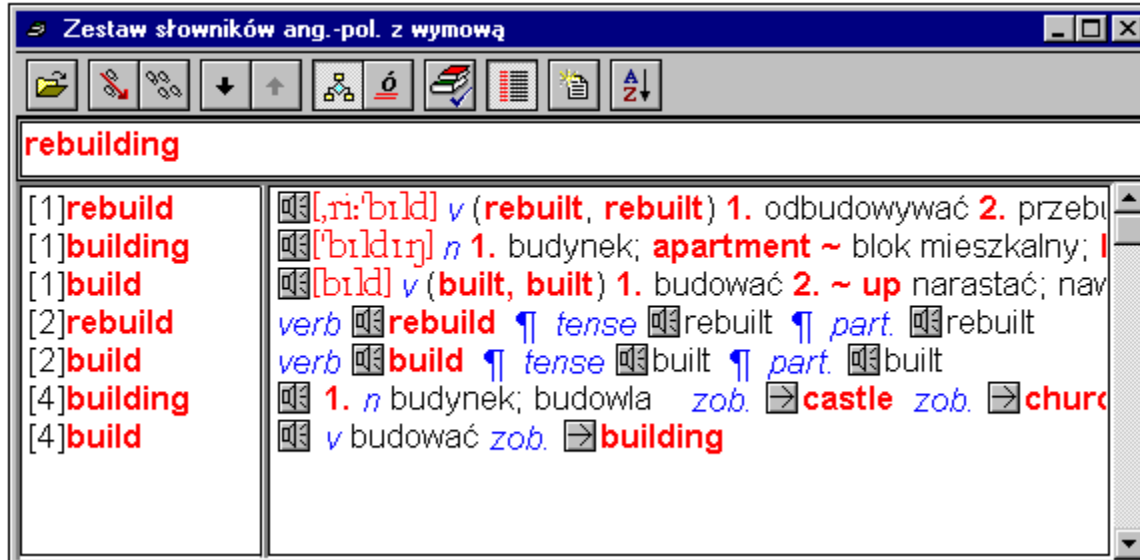 Zestaw słowników ang.-pol. z wymową
ó A Z
rebuilding
[1]rebuild [ˌri:'bɪld] v (rebuilt, rebuilt) 1. odbudowywać 2.
[1]building ['bɪldɪŋ] n 1. budynek; apartment ~ blok mieszkalny;
[1]build [bɪld] v (built, built) 1. budować 2. ~ up narastać;
[2]rebuild verb rebuild ¶ tense rebuilt ¶ part. rebuilt
[2]build verb build ¶ tense built ¶ part. built
[4]building 1. n budynek; budowla zob. castle zob.
[4]build v budować zob. building